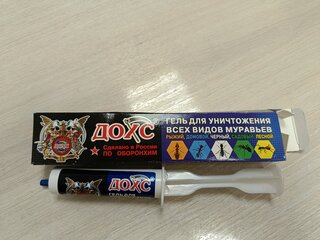 ДОХС
Сделано в России
ПО ОБОРОНХИМ
ГЕЛЬ ДЛЯ УНИЧТОЖЕНИЯ
ВСЕХ ВИДОВ МУРАВЬЕВ
РЫЖИЙ, ДОМОВОЙ, ЧЕРНЫЙ, САДОВЫЙ, ЛЕСНОЙ
ДОХС
ГЕЛЬ ДЛЯ